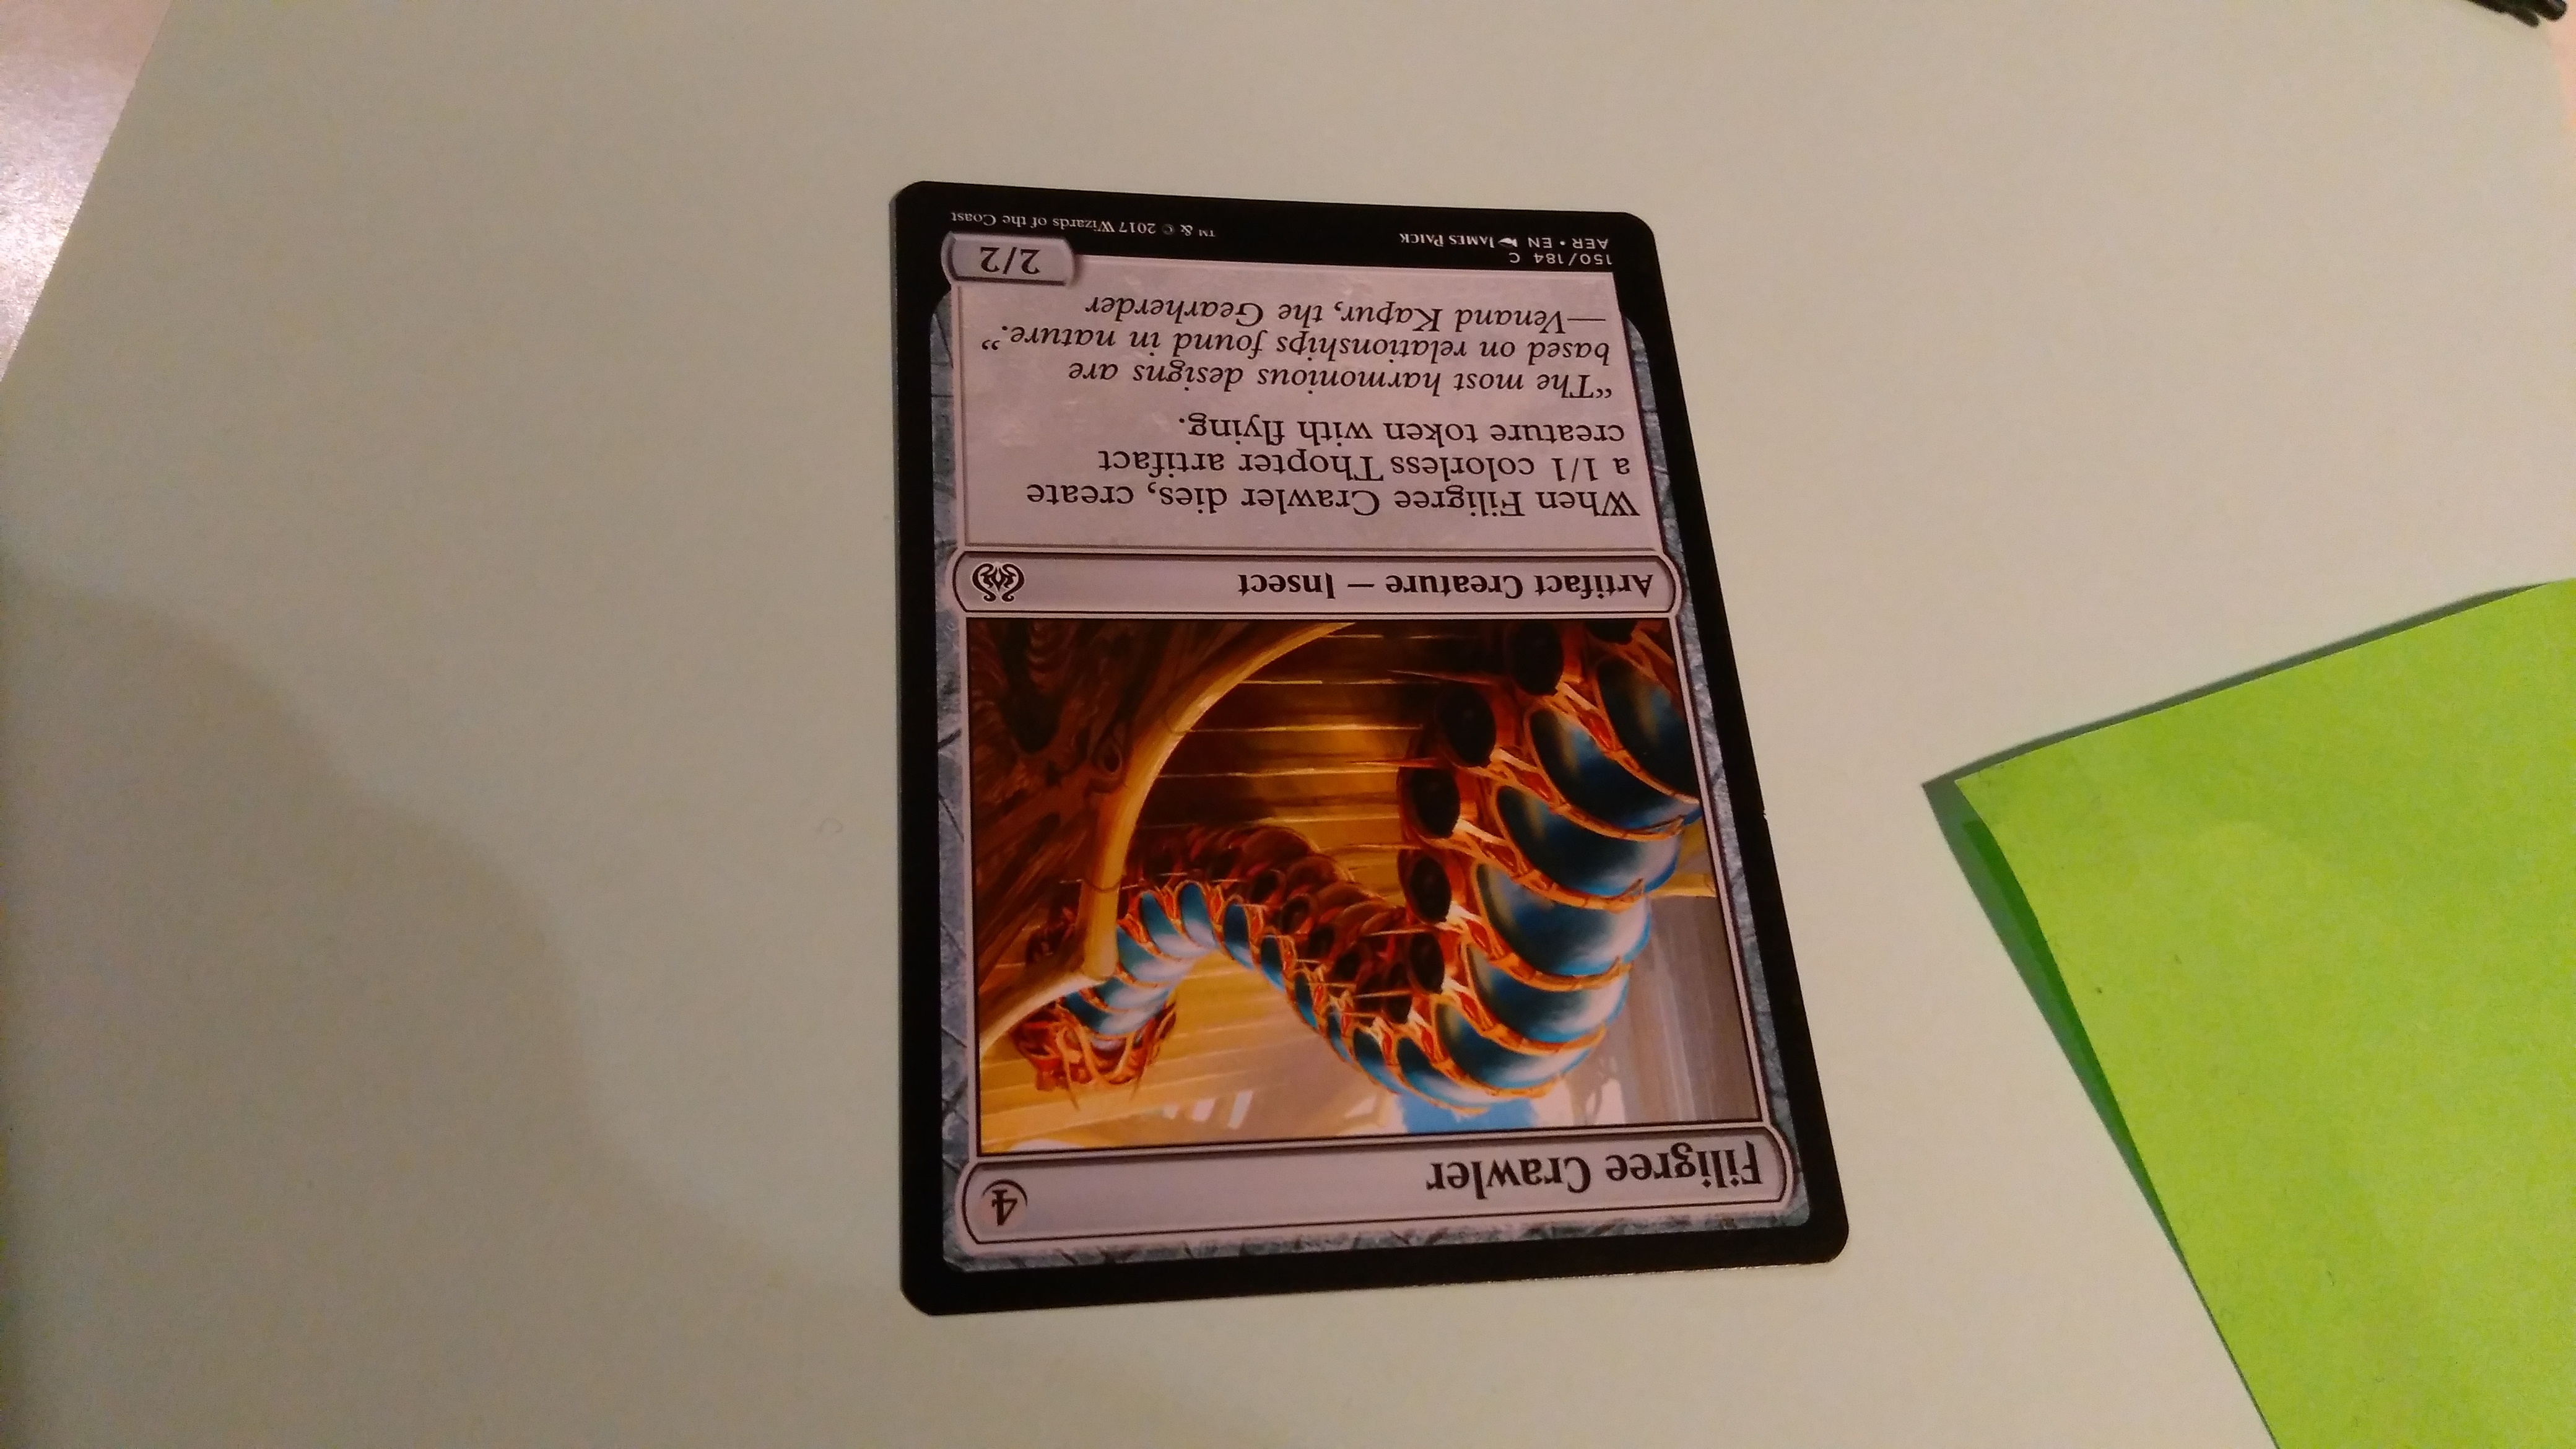 Filigree Crawler
4
Artifact Creature — Insect
When Filigree Crawler dies, create
a 1/1 colorless Thopter artifact
creature token with flying.
“The most harmonious designs are
based on relationships found in nature.”
—Venand Kapur, the Gearherder
2/2
150/184 C
AER • EN JAMES PAICK
™ & © 2017 Wizards of the Coast